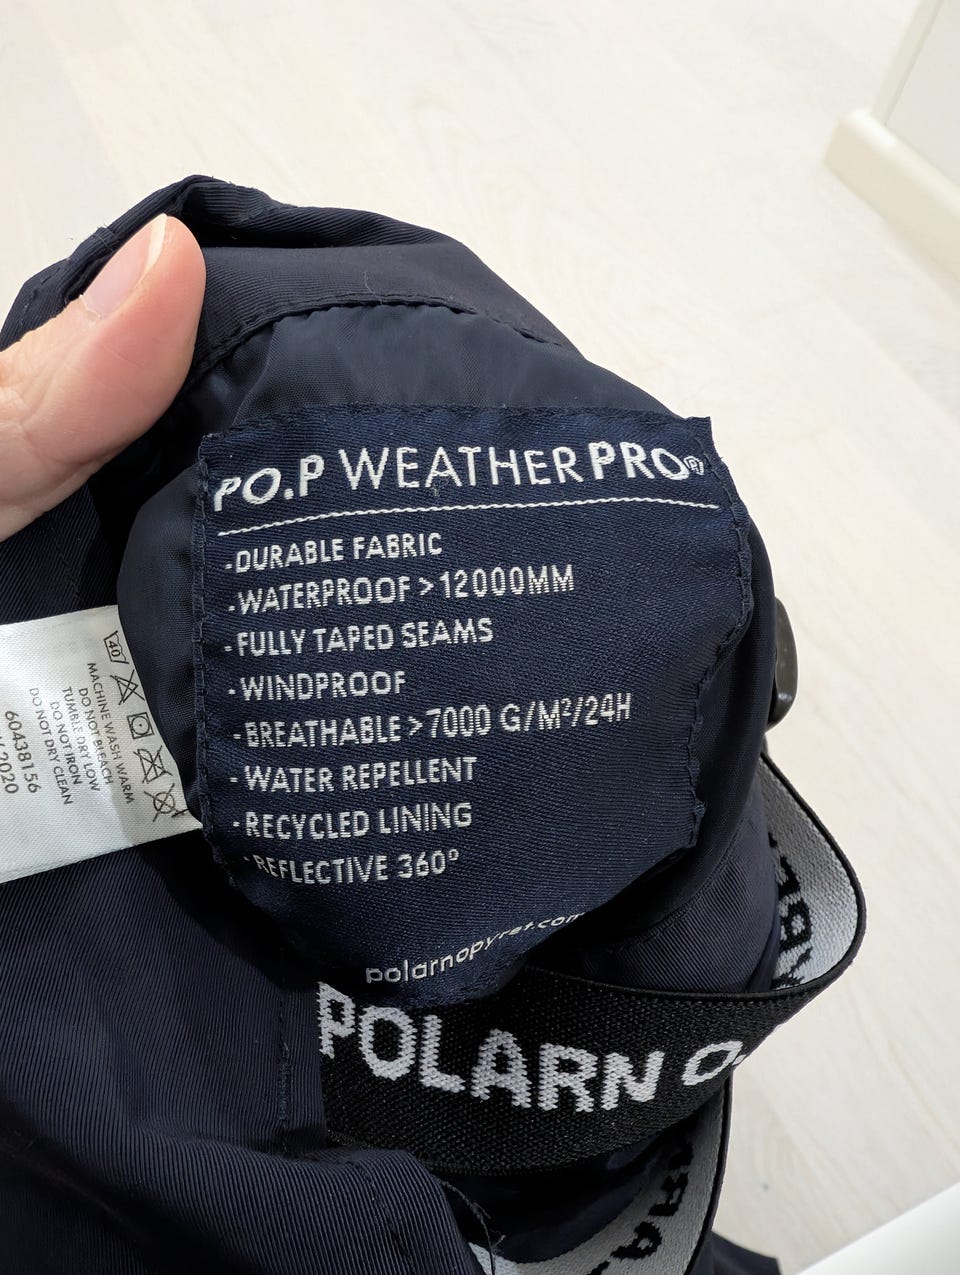 PO.P WEATHERPRO®
-DURABLE FABRIC
-WATERPROOF >12000MM
-FULLY TAPED SEAMS
-WINDPROOF
-BREATHABLE >7000 G/M²/24H
-WATER REPELLENT
-RECYCLED LINING
-REFLECTIVE 360°
polarnopyret.com
POLARN O.
40
MACHINE WASH WARM
DO NOT BLEACH
TUMBLE DRY LOW
DO NOT IRON
DO NOT DRY CLEAN
60438156
2020